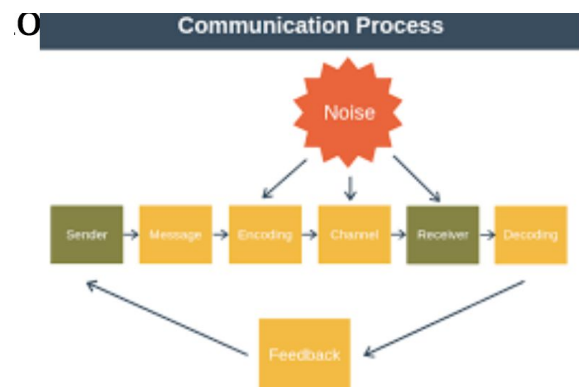 .O
Communication Process
Noise
Sender
Message
Encoding
Channel
Receiver
Decoding
Feedback